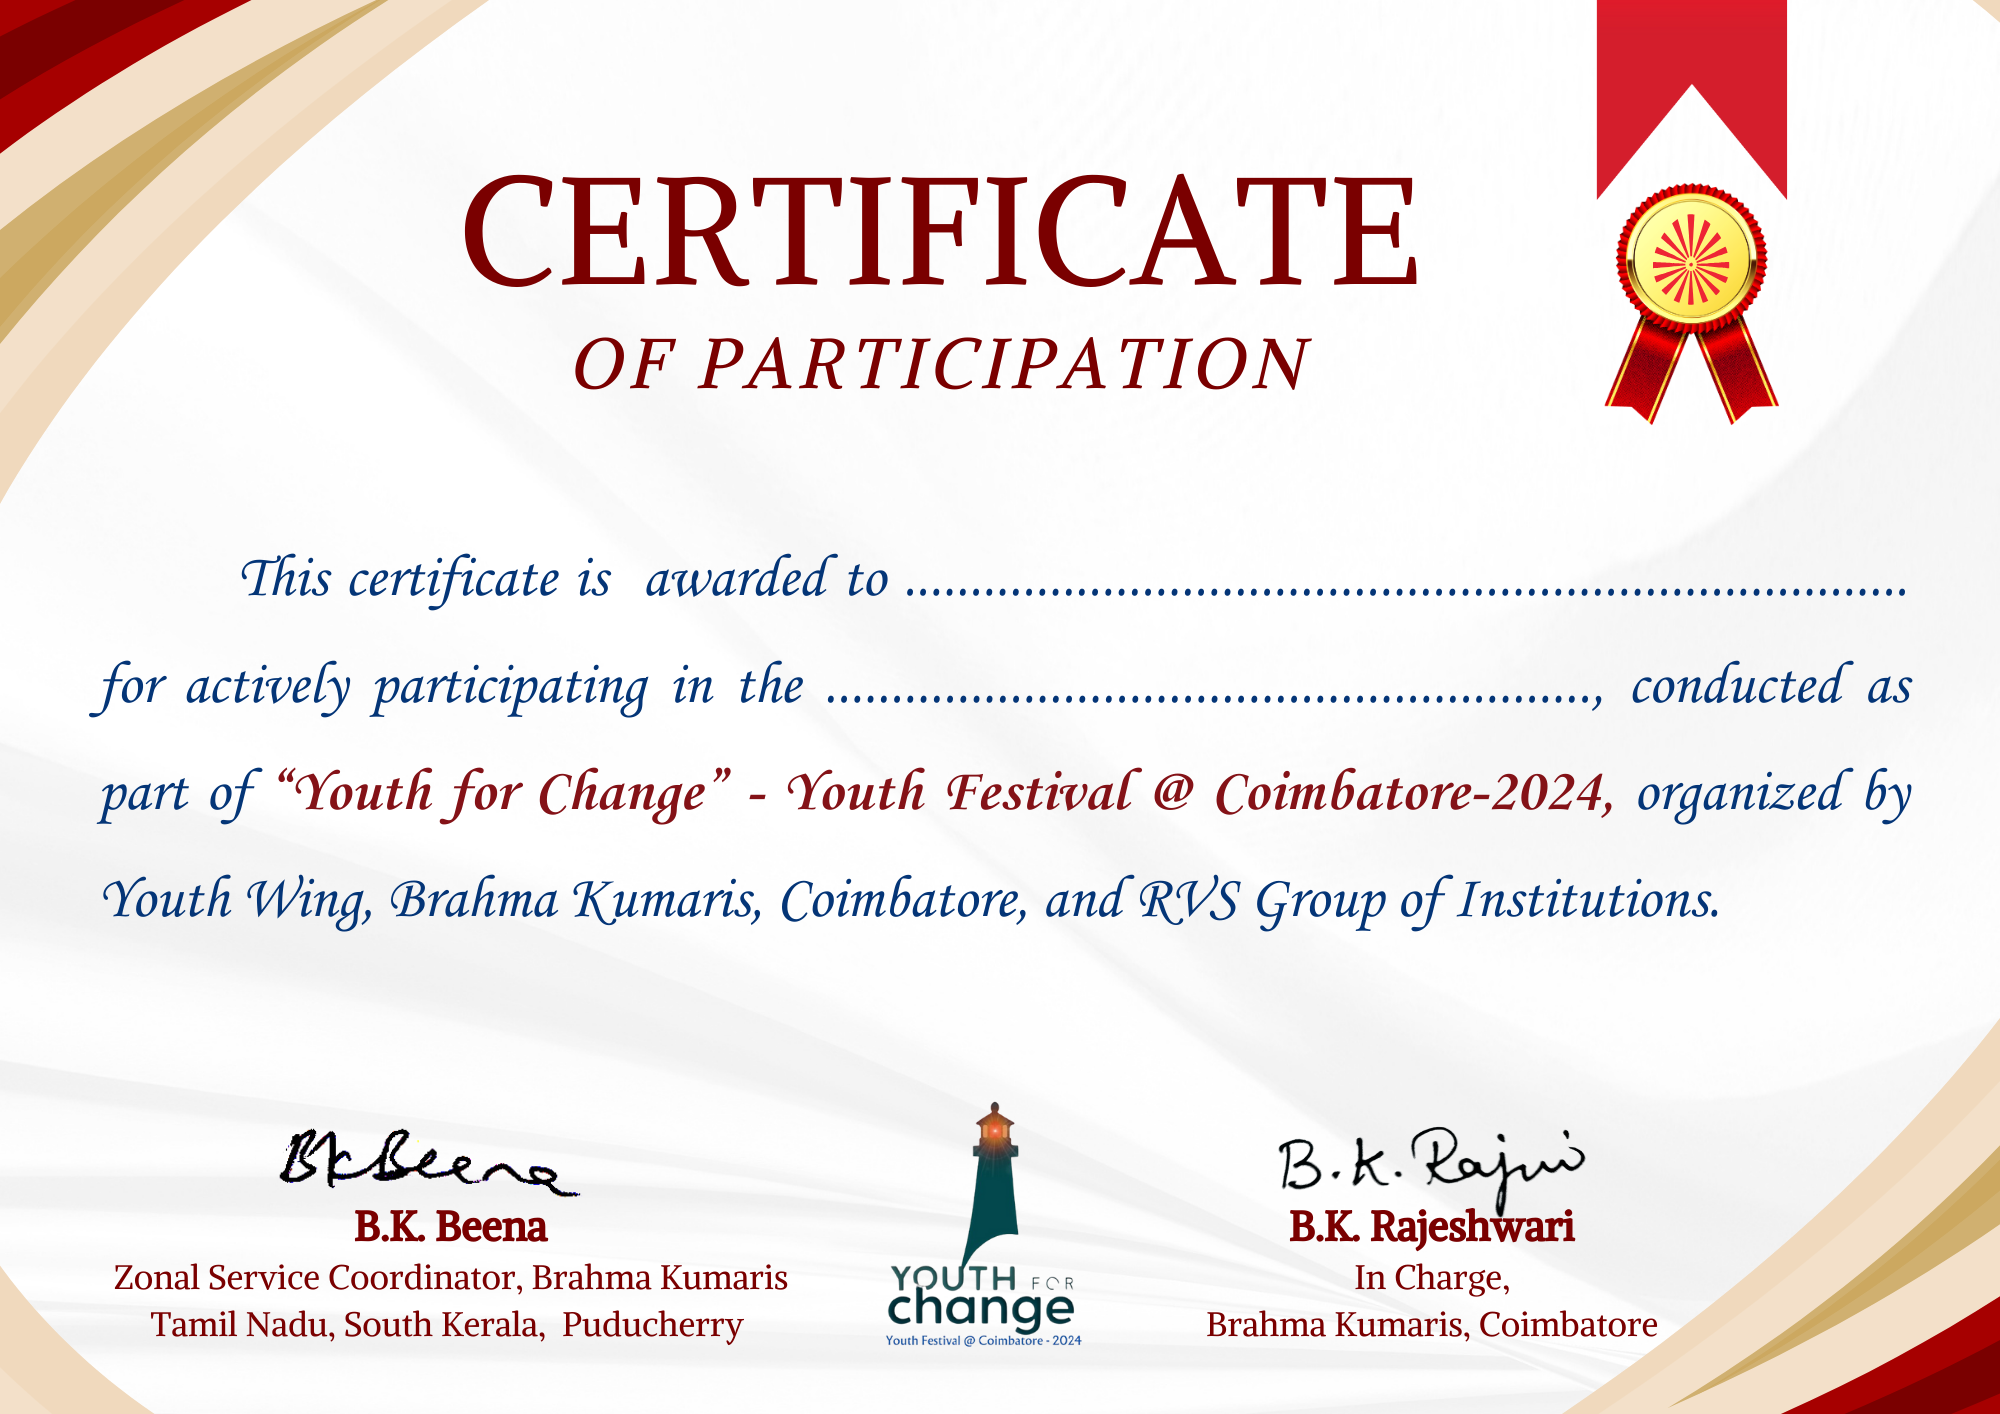 CERTIFICATE
OF PARTICIPATION
This certificate is awarded to ............................................................................
for actively participating in the .........................................................., conducted as
part of “Youth for Change” - Youth Festival @ Coimbatore-2024, organized by
Youth Wing, Brahma Kumaris, Coimbatore, and RVS Group of Institutions.
BK Beena
B.K. Beena
Zonal Service Coordinator, Brahma Kumaris
Tamil Nadu, South Kerala, Puducherry
YOUTH FOR
change
Youth Festival @ Coimbatore - 2024
B.K. Rajini
B.K. Rajeshwari
In Charge,
Brahma Kumaris, Coimbatore